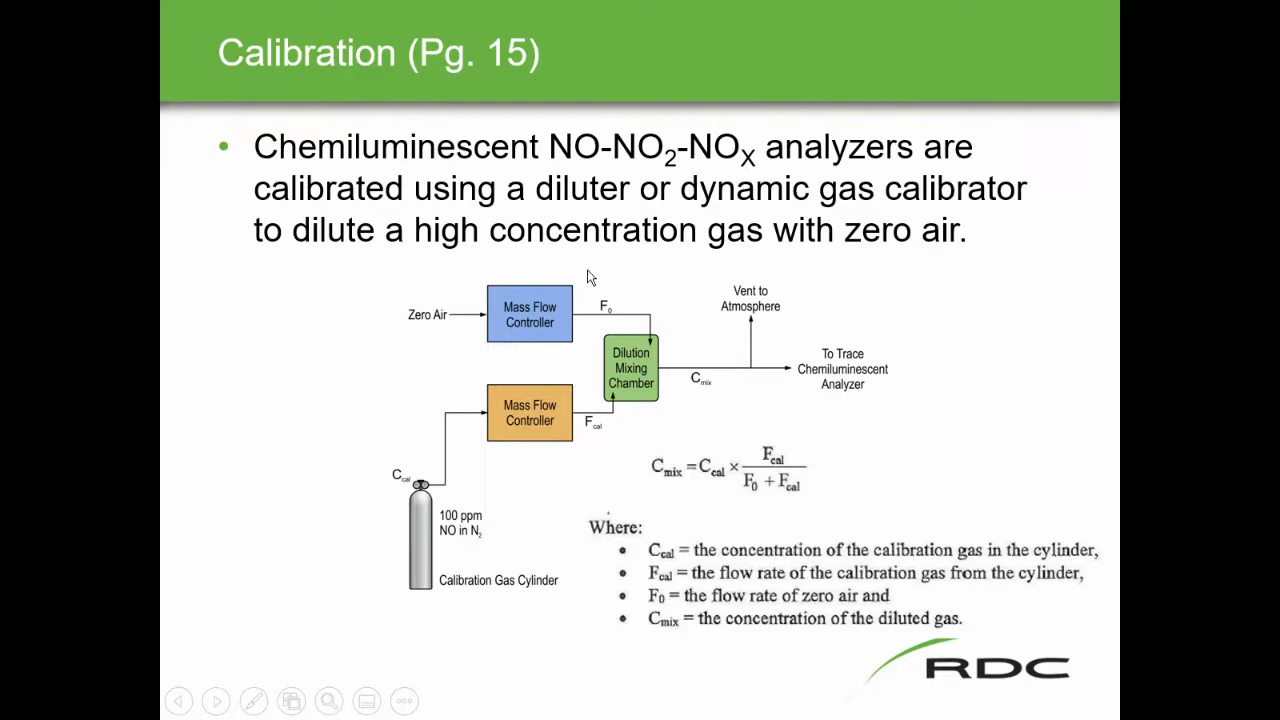 Calibration (Pg. 15)
• Chemiluminescent NO-NO₂-NOₓ analyzers are
calibrated using a diluter or dynamic gas calibrator
to dilute a high concentration gas with zero air.
Zero Air
Mass Flow
Controller
F₀
Vent to
Atmosphere
Dilution
Mixing
Chamber
C_mix
To Trace
Chemiluminescent
Analyzer
Mass Flow
Controller
F_cal
C_cal
100 ppm
NO in N₂
Calibration Gas Cylinder
C_mix = C_cal × F_cal / (F₀ + F_cal)
Where:
• C_cal = the concentration of the calibration gas in the cylinder,
• F_cal = the flow rate of the calibration gas from the cylinder,
• F₀ = the flow rate of zero air and
• C_mix = the concentration of the diluted gas.
RDC